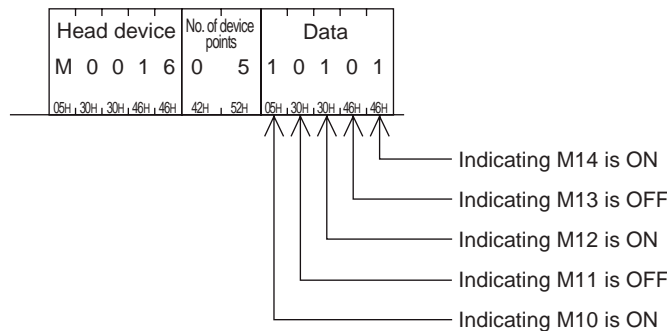 Head device No. of device points Data
M 0 0 1 6 0 5 1 0 1 0 1
05H 30H 30H 46H 46H 42H 52H 05H 30H 30H 46H 46H
Indicating M14 is ON
Indicating M13 is OFF
Indicating M12 is ON
Indicating M11 is OFF
Indicating M10 is ON